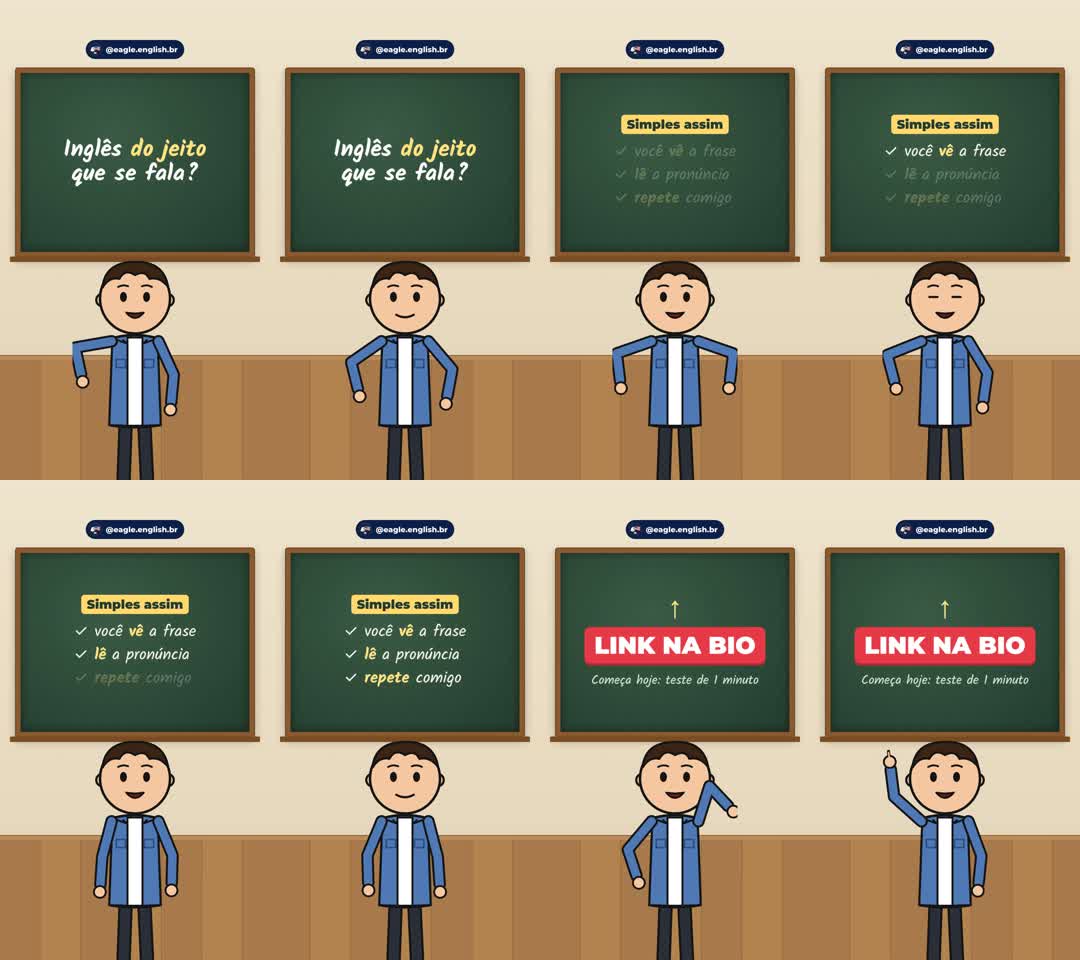 @eagle.english.br
@eagle.english.br
@eagle.english.br
@eagle.english.br
Inglês do jeito
que se fala?
Inglês do jeito
que se fala?
Simples assim
✓ você vê a frase
✓ lê a pronúncia
✓ repete comigo
Simples assim
✓ você vê a frase
✓ lê a pronúncia
✓ repete comigo
@eagle.english.br
@eagle.english.br
@eagle.english.br
@eagle.english.br
Simples assim
✓ você vê a frase
✓ lê a pronúncia
✓ repete comigo
Simples assim
✓ você vê a frase
✓ lê a pronúncia
✓ repete comigo
↑
LINK NA BIO
Começa hoje: teste de 1 minuto
↑
LINK NA BIO
Começa hoje: teste de 1 minuto